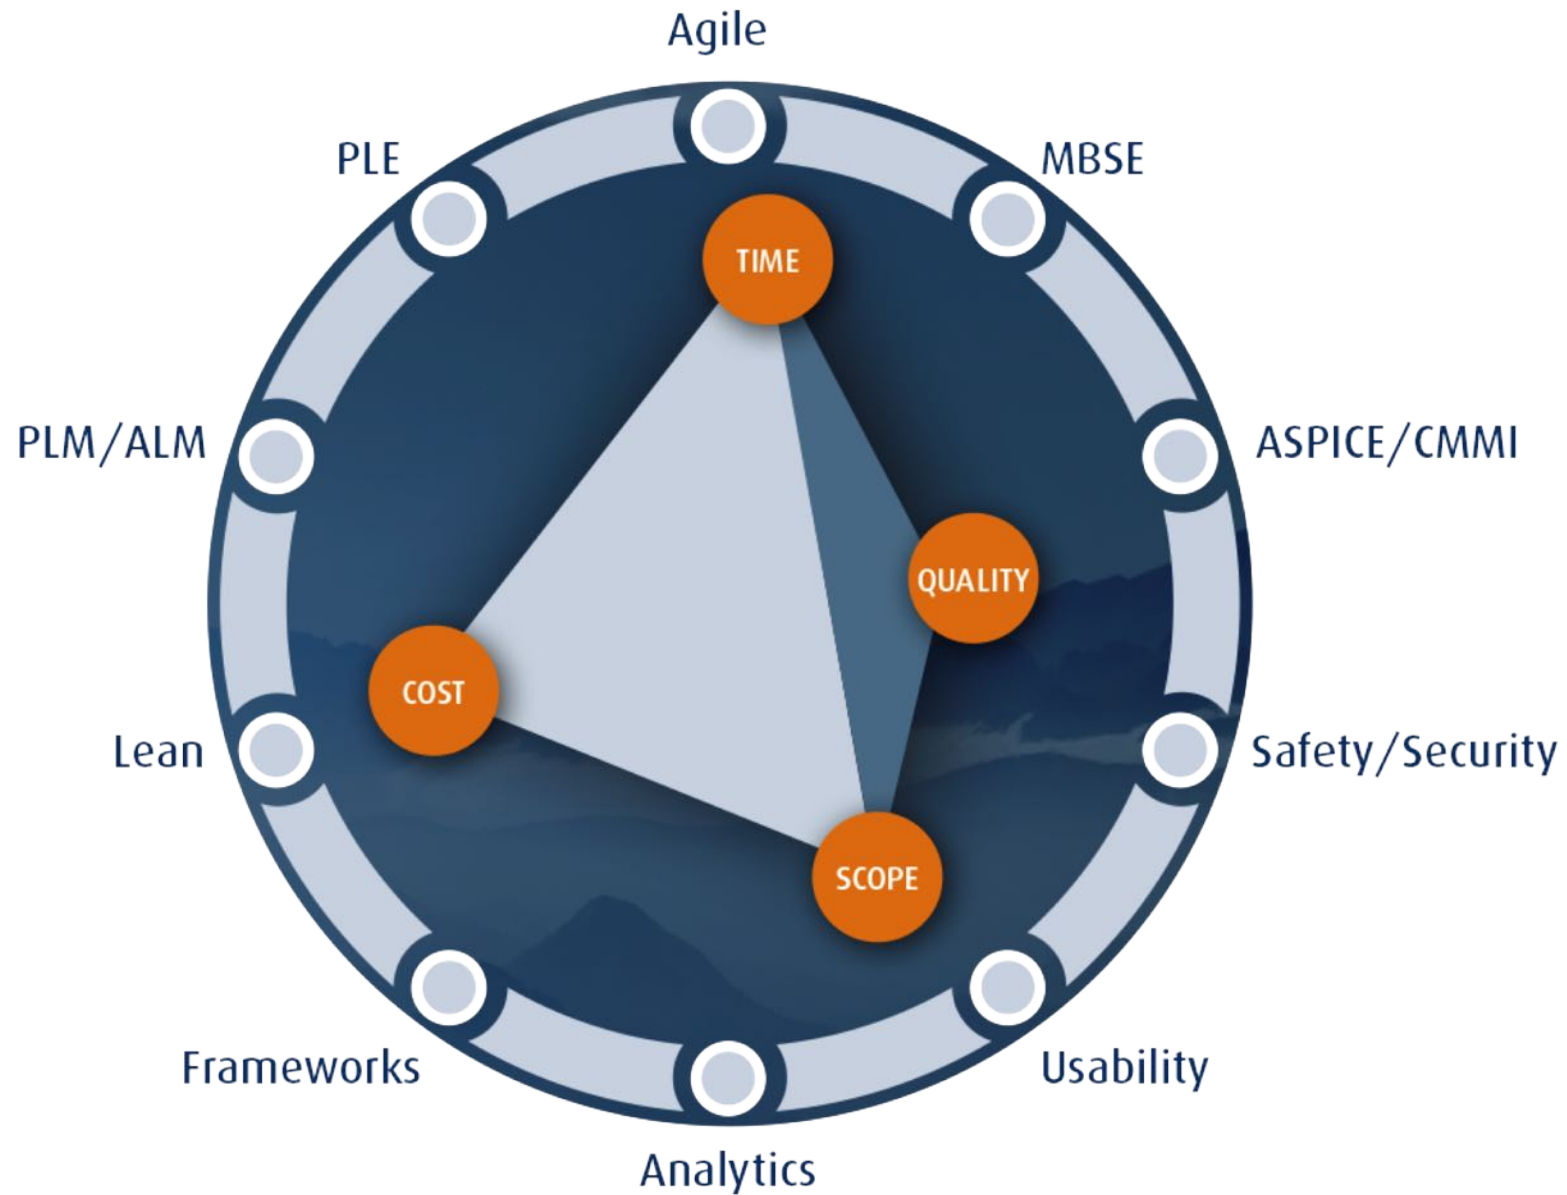 Agile
PLE
MBSE
TIME
PLM/ALM
ASPICE/CMMI
QUALITY
COST
Lean
Safety/Security
SCOPE
Frameworks
Usability
Analytics